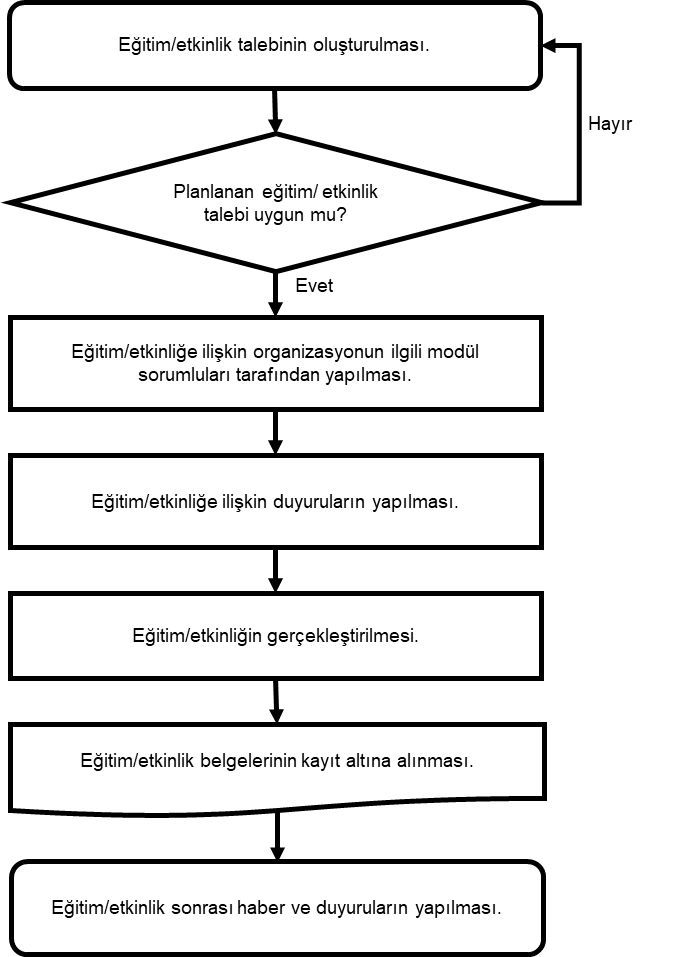 Eğitim/etkinlik talebinin oluşturulması.
Hayır
Planlanan eğitim/ etkinlik
talebi uygun mu?
Evet
Eğitim/etkinliğe ilişkin organizasyonun ilgili modül
sorumluları tarafından yapılması.
Eğitim/etkinliğe ilişkin duyuruların yapılması.
Eğitim/etkinliğin gerçekleştirilmesi.
Eğitim/etkinlik belgelerinin kayıt altına alınması.
Eğitim/etkinlik sonrası haber ve duyuruların yapılması.